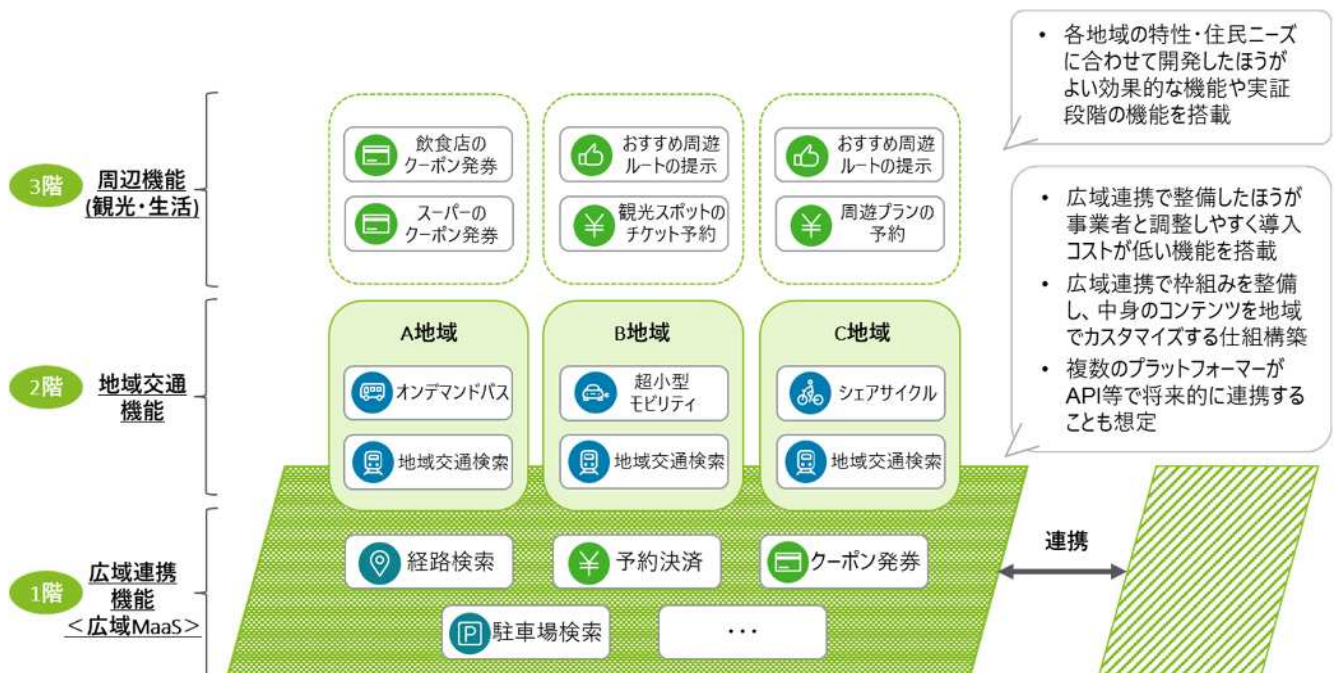 • 各地域の特性・住民ニーズ
に合わせて開発したほうが
よい効果的な機能や実証
段階の機能を搭載
3階
周辺機能
(観光・生活)
飲食店の
クーポン発券
スーパーの
クーポン発券
おすすめ周遊
ルートの提示
観光スポットの
チケット予約
おすすめ周遊
ルートの提示
周遊プランの
予約
• 広域連携で整備したほうが
事業者と調整しやすく導入
コストが低い機能を搭載
• 広域連携で枠組みを整備
し、中身のコンテンツを地域
でカスタマイズする仕組構築
• 複数のプラットフォーマーが
API等で将来的に連携する
ことも想定
2階
地域交通
機能
A地域
オンデマンドバス
地域交通検索
B地域
超小型
モビリティ
地域交通検索
C地域
シェアサイクル
地域交通検索
1階
広域連携
機能
＜広域MaaS＞
経路検索
予約決済
クーポン発券
駐車場検索
・・・
連携